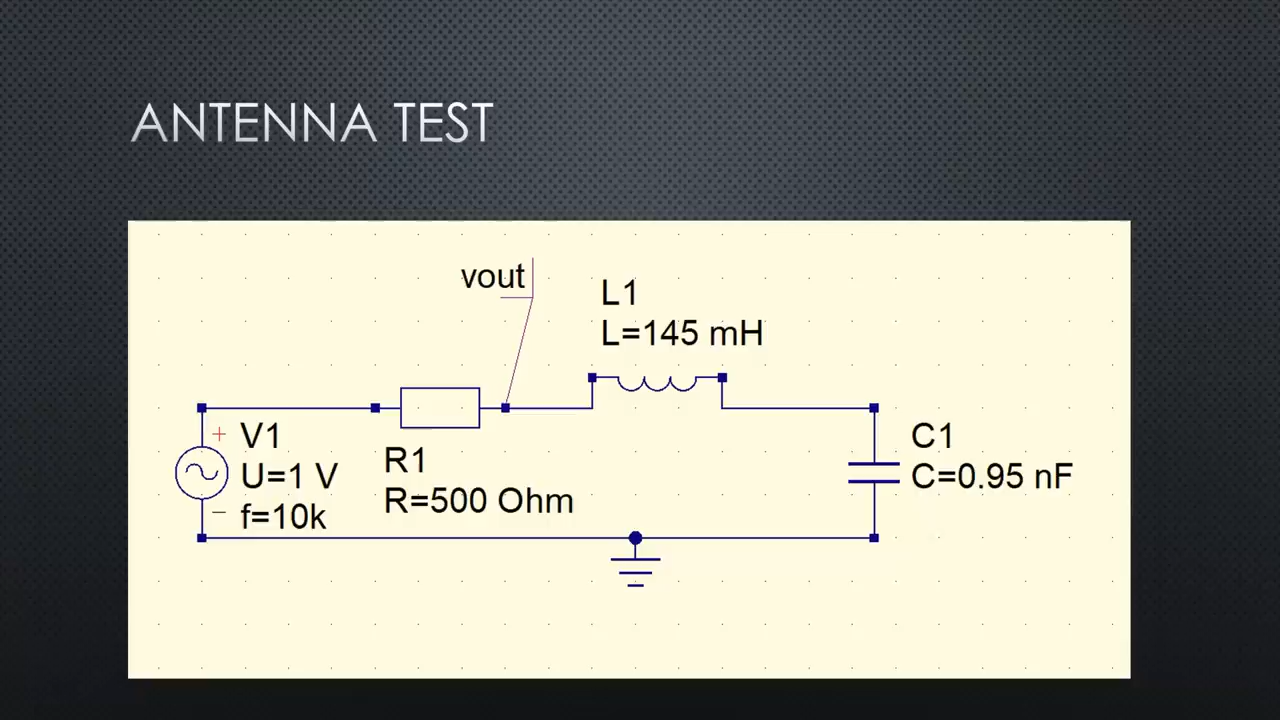 ANTENNA TEST
vout
L1
L=145 mH
V1
U=1 V
f=10k
R1
R=500 Ohm
C1
C=0.95 nF